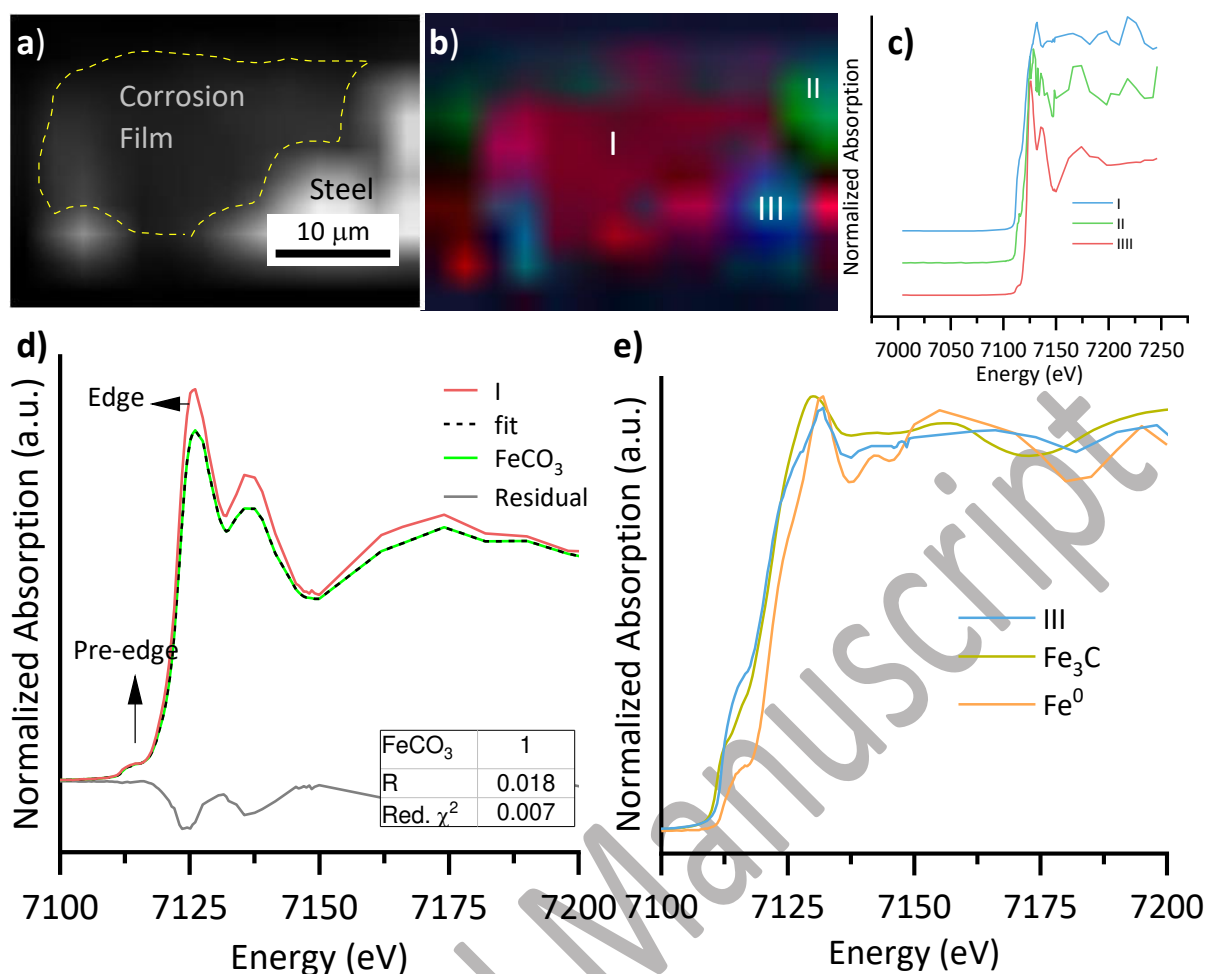 a)
Corrosion
Film
Steel
10 μm
b)
I
II
III
c)
Normalized Absorption
I
II
IIII
7000 7050 7100 7150 7200 7250
Energy (eV)
d)
Edge
Pre-edge
I
fit
FeCO3
Residual
FeCO3 1
R 0.018
Red. χ2 0.007
Normalized Absorption (a.u.)
7100 7125 7150 7175 7200
Energy (eV)
e)
III
Fe3C
Fe0
Normalized Absorption (a.u.)
7100 7125 7150 7175 7200
Energy (eV)
Manuscript